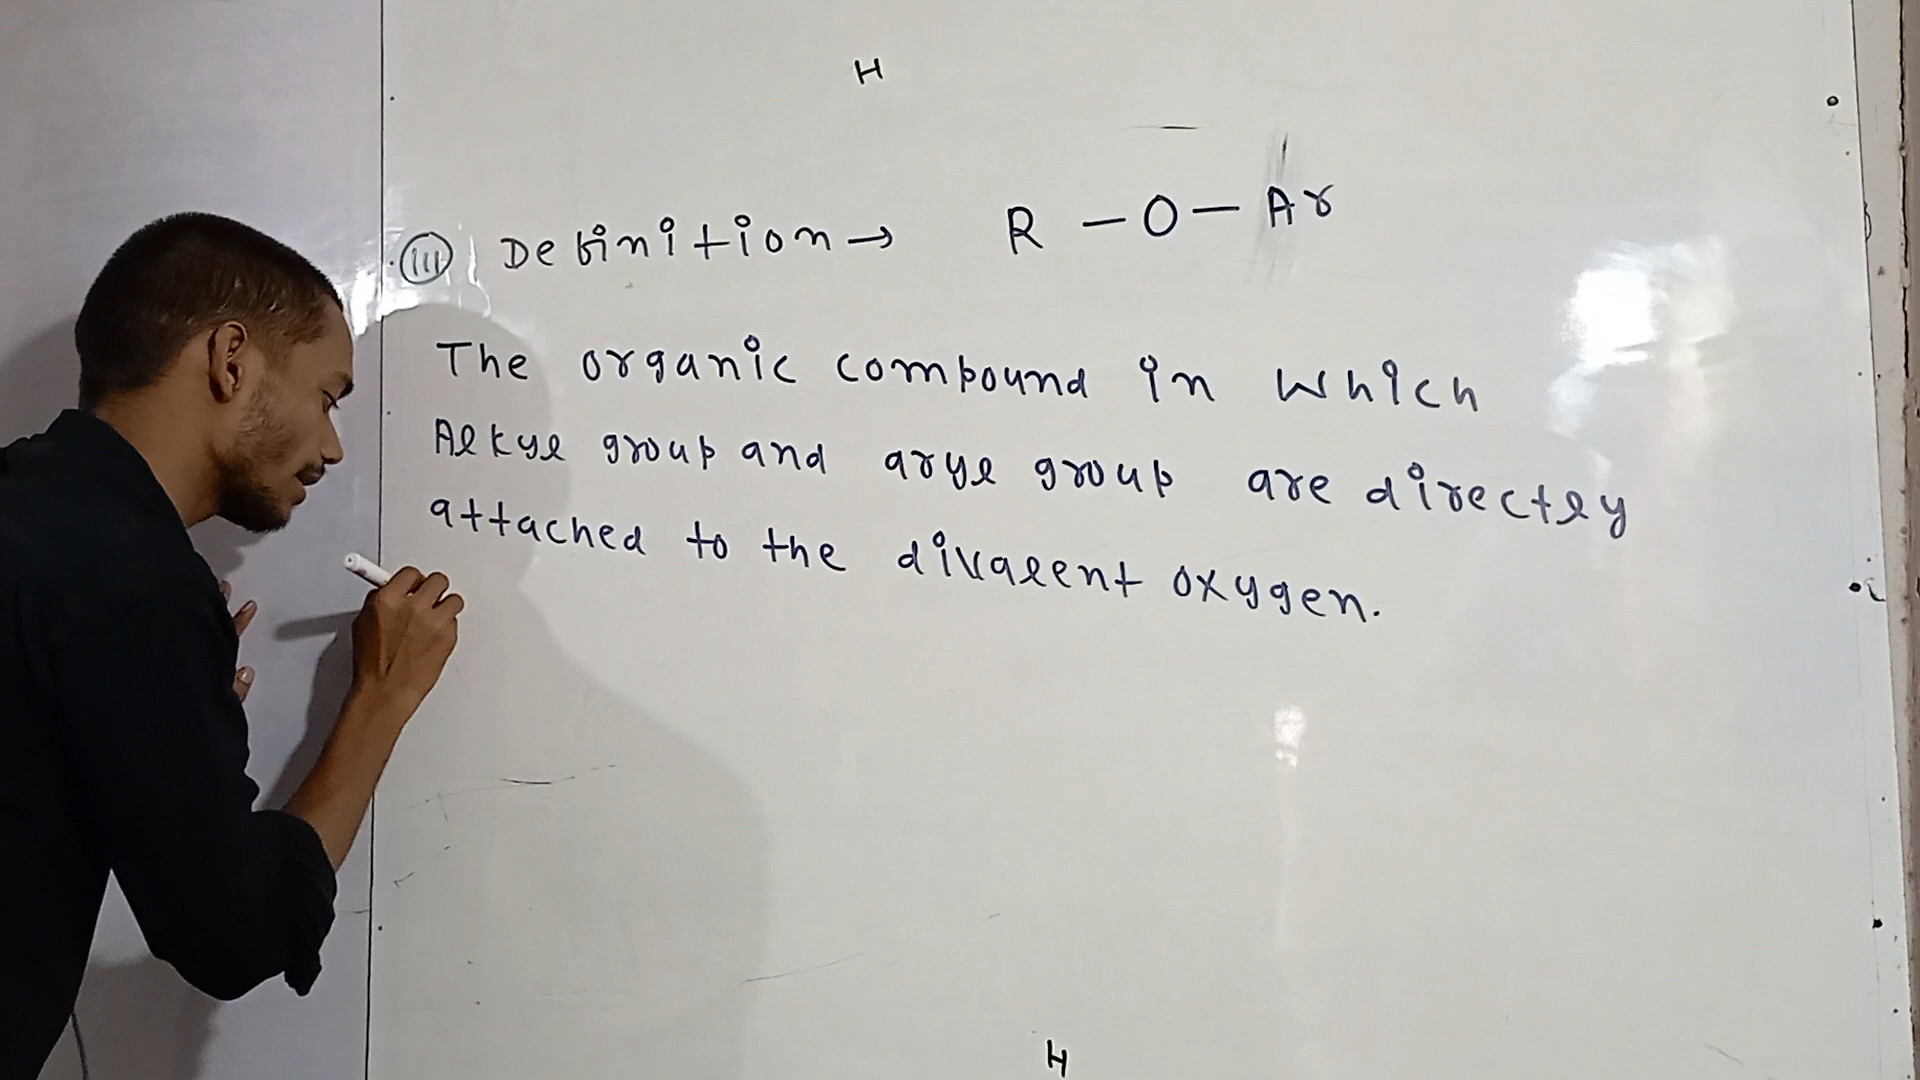 H
(III) Definition → R – O – Ar
The organic compound in which
Alkyl group and aryl group are directly
attached to the divalent oxygen.
H